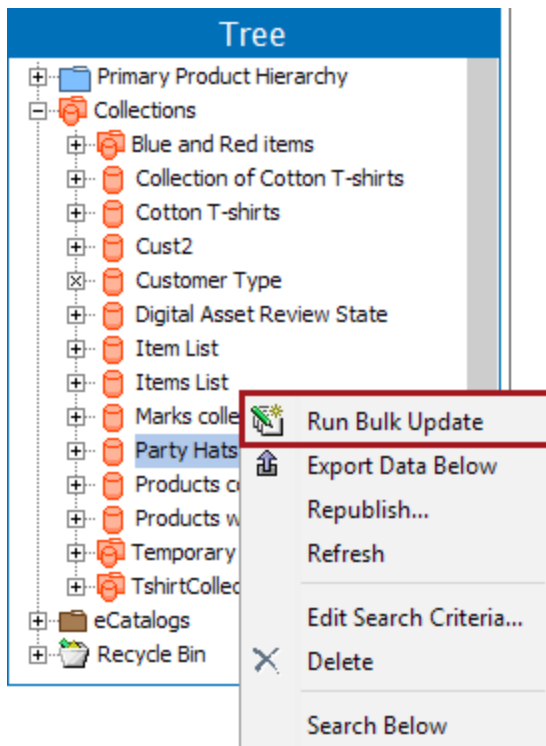 Tree
Primary Product Hierarchy
Collections
Blue and Red items
Collection of Cotton T-shirts
Cotton T-shirts
Cust2
Customer Type
Digital Asset Review State
Item List
Items List
Marks colle
Party Hats
Products c
Products w
Temporary
TshirtCollec
eCatalogs
Recycle Bin
Run Bulk Update
Export Data Below
Republish...
Refresh
Edit Search Criteria...
Delete
Search Below